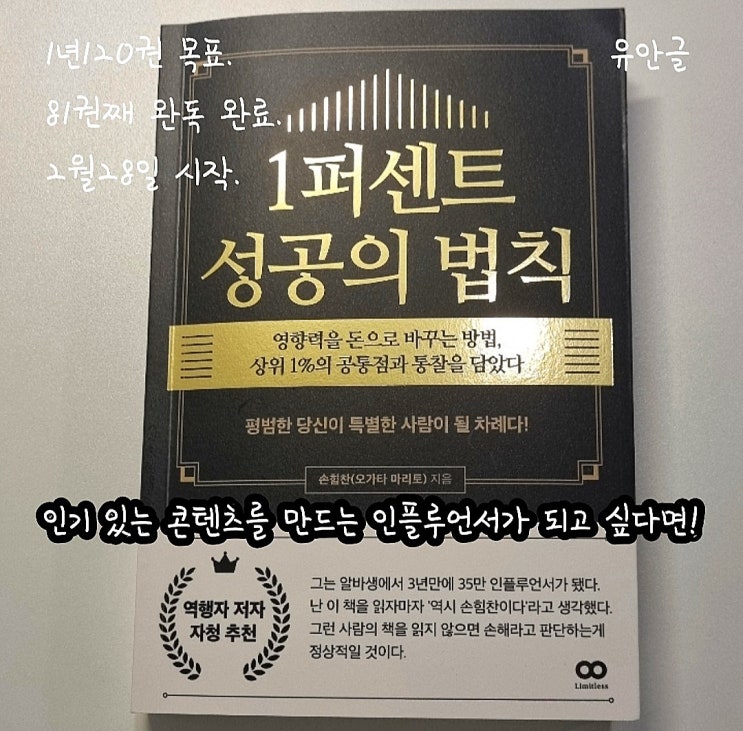 1년120권 목표.
유안글
81권째 완독 완료.
2월28일 시작.
1퍼센트
성공의 법칙
영향력을 돈으로 바꾸는 방법,
상위 1%의 공통점과 통찰을 담았다
평범한 당신이 특별한 사람이 될 차례다!
손힘찬(오가타 마리토) 지음
인기 있는 콘텐츠를 만드는 인플루언서가 되고 싶다면!
역행자 저자
자청 추천
그는 알바생에서 3년만에 35만 인플루언서가 됐다.
난 이 책을 읽자마자 '역시 손힘찬이다'라고 생각했다.
그런 사람의 책을 읽지 않으면 손해라고 판단하는게
정상적일 것이다.
Limitless